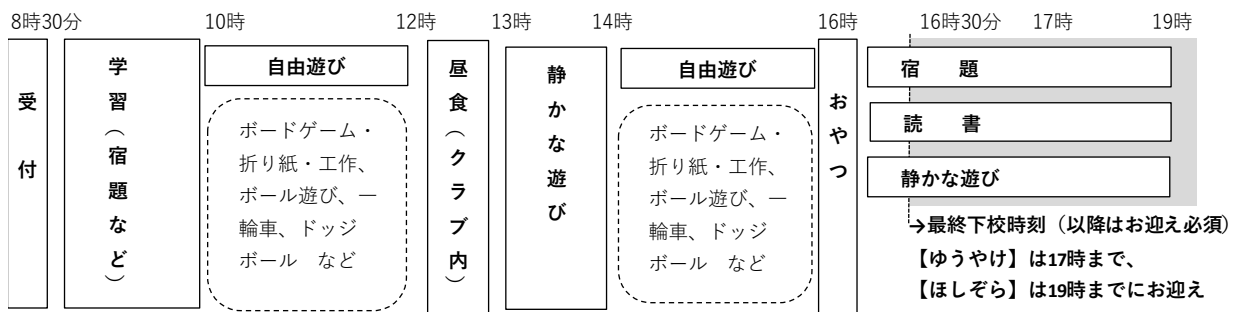 8時30分
10時
12時
13時
14時
16時
16時30分
17時
19時
受付
学習（宿題など）
自由遊び
ボードゲーム・
折り紙・工作、
ボール遊び、一
輪車、ドッジ
ボール　など
昼食（クラブ内）
静かな遊び
自由遊び
ボードゲーム・
折り紙・工作、
ボール遊び、一
輪車、ドッジ
ボール　など
おやつ
宿　題
読　書
静かな遊び
→最終下校時刻（以降はお迎え必須）
【ゆうやけ】は17時まで、
【ほしぞら】は19時までにお迎え